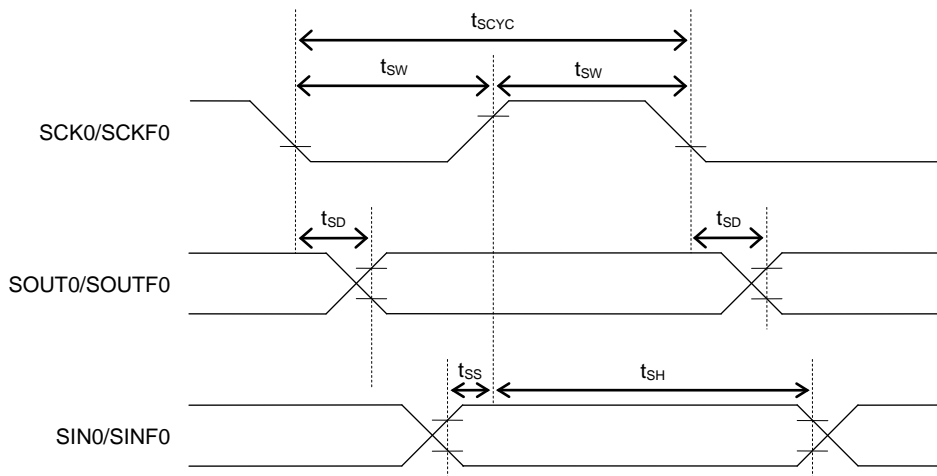 tSCYC
tSW tSW
SCK0/SCKF0
tSD tSD
SOUT0/SOUTF0
tSS tSH
SIN0/SINF0